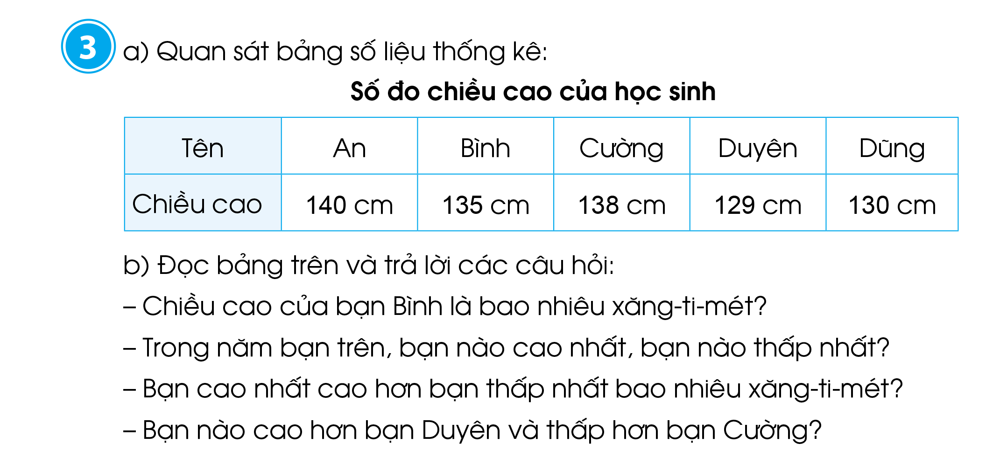 3 a) Quan sát bảng số liệu thống kê:
Số đo chiều cao của học sinh
Tên An Bình Cường Duyên Dũng
Chiều cao 140 cm 135 cm 138 cm 129 cm 130 cm
b) Đọc bảng trên và trả lời các câu hỏi:
– Chiều cao của bạn Bình là bao nhiêu xăng-ti-mét?
– Trong năm bạn trên, bạn nào cao nhất, bạn nào thấp nhất?
– Bạn cao nhất cao hơn bạn thấp nhất bao nhiêu xăng-ti-mét?
– Bạn nào cao hơn bạn Duyên và thấp hơn bạn Cường?